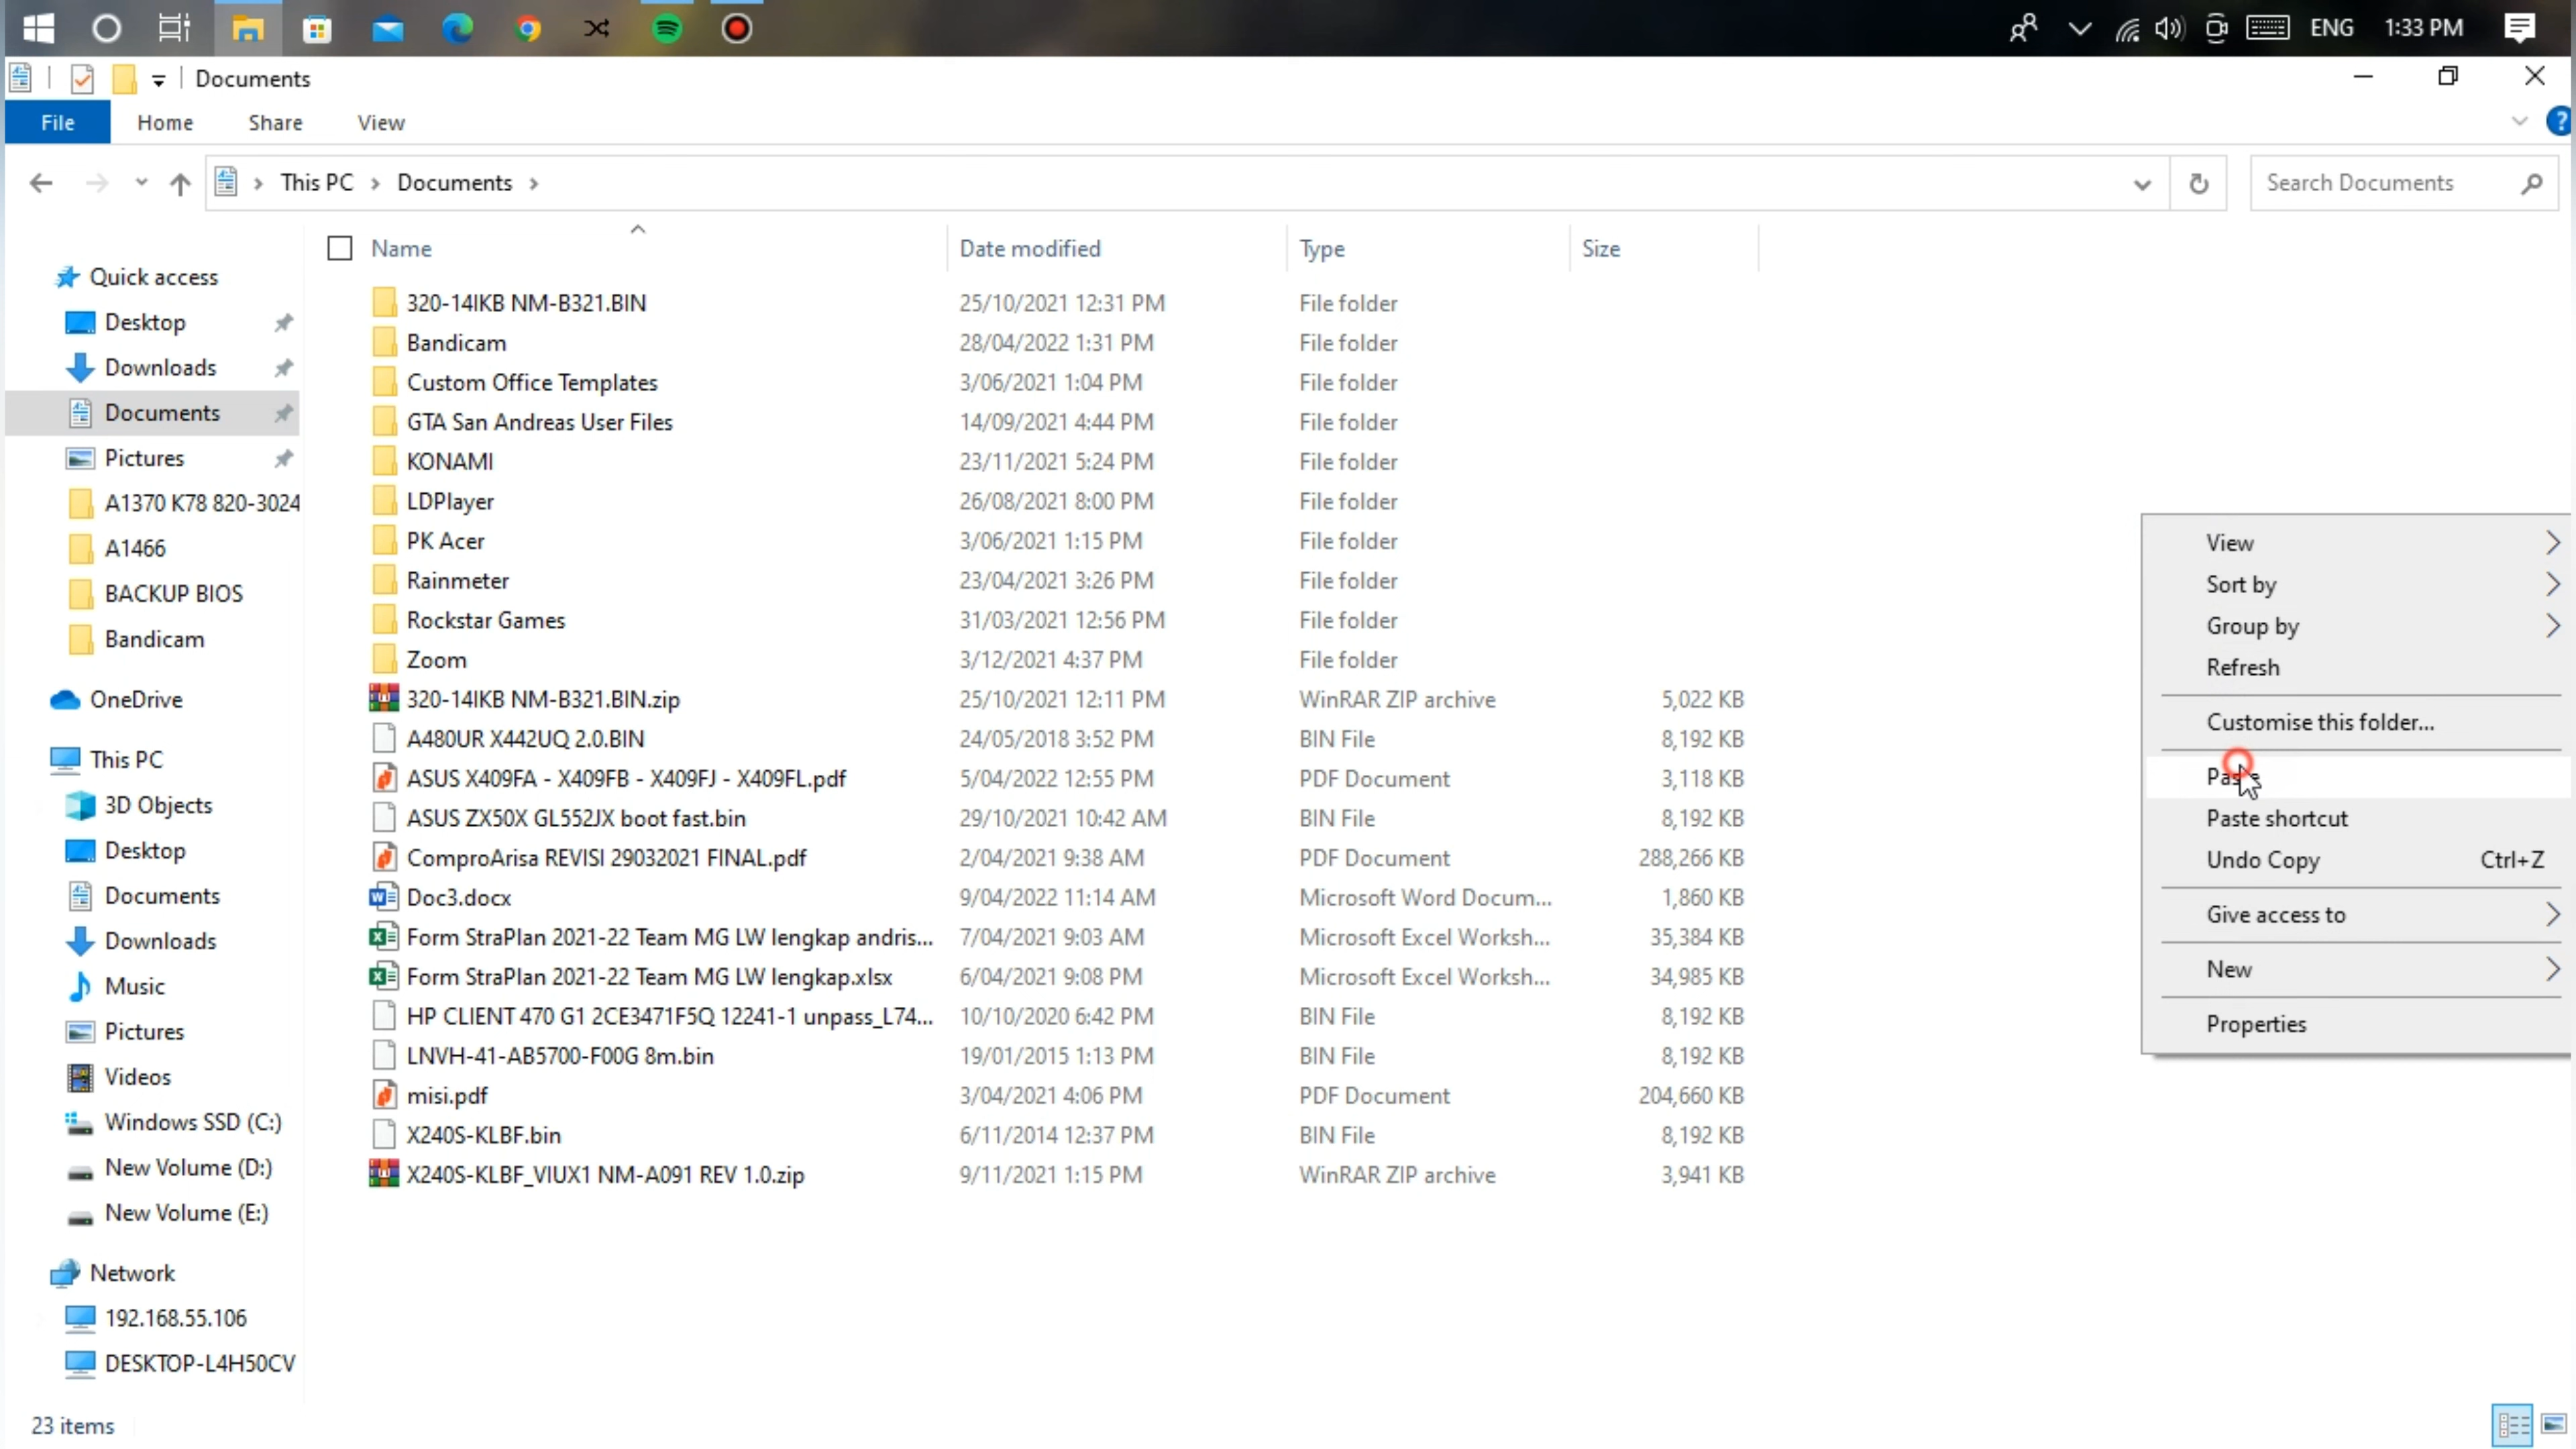 ENG 1:33 PM
Documents
File Home Share View
This PC Documents Search Documents
Name Date modified Type Size
Quick access
Desktop
Downloads
Documents
Pictures
A1370 K78 820-3024
A1466
BACKUP BIOS
Bandicam
OneDrive
This PC
3D Objects
Desktop
Documents
Downloads
Music
Pictures
Videos
Windows SSD (C:)
New Volume (D:)
New Volume (E:)
Network
192.168.55.106
DESKTOP-L4H50CV
320-14IKB NM-B321.BIN 25/10/2021 12:31 PM File folder
Bandicam 28/04/2022 1:31 PM File folder
Custom Office Templates 3/06/2021 1:04 PM File folder
GTA San Andreas User Files 14/09/2021 4:44 PM File folder
KONAMI 23/11/2021 5:24 PM File folder
LDPlayer 26/08/2021 8:00 PM File folder
PK Acer 3/06/2021 1:15 PM File folder
Rainmeter 23/04/2021 3:26 PM File folder
Rockstar Games 31/03/2021 12:56 PM File folder
Zoom 3/12/2021 4:37 PM File folder
320-14IKB NM-B321.BIN.zip 25/10/2021 12:11 PM WinRAR ZIP archive 5,022 KB
A480UR X442UQ 2.0.BIN 24/05/2018 3:52 PM BIN File 8,192 KB
ASUS X409FA - X409FB - X409FJ - X409FL.pdf 5/04/2022 12:55 PM PDF Document 3,118 KB
ASUS ZX50X GL552JX boot fast.bin 29/10/2021 10:42 AM BIN File 8,192 KB
ComproArisa REVISI 29032021 FINAL.pdf 2/04/2021 9:38 AM PDF Document 288,266 KB
Doc3.docx 9/04/2022 11:14 AM Microsoft Word Docum... 1,860 KB
Form StraPlan 2021-22 Team MG LW lengkap andris... 7/04/2021 9:03 AM Microsoft Excel Worksh... 35,384 KB
Form StraPlan 2021-22 Team MG LW lengkap.xlsx 6/04/2021 9:08 PM Microsoft Excel Worksh... 34,985 KB
HP CLIENT 470 G1 2CE3471F5Q 12241-1 unpass_L74... 10/10/2020 6:42 PM BIN File 8,192 KB
LNVH-41-AB5700-F00G 8m.bin 19/01/2015 1:13 PM BIN File 8,192 KB
misi.pdf 3/04/2021 4:06 PM PDF Document 204,660 KB
X240S-KLBF.bin 6/11/2014 12:37 PM BIN File 8,192 KB
X240S-KLBF_VIUX1 NM-A091 REV 1.0.zip 9/11/2021 1:15 PM WinRAR ZIP archive 3,941 KB
View
Sort by
Group by
Refresh
Customise this folder...
Paste
Paste shortcut
Undo Copy Ctrl+Z
Give access to
New
Properties
23 items